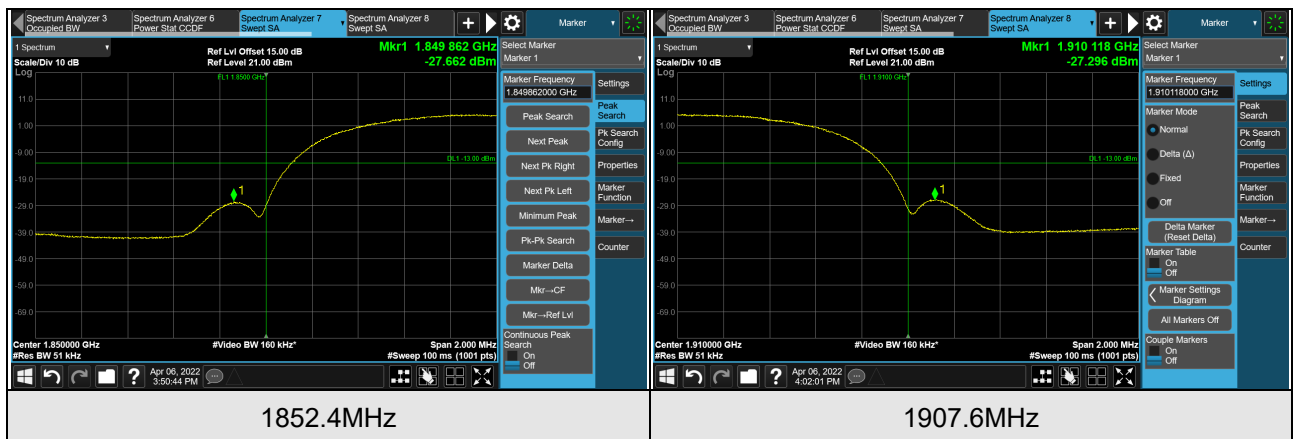 Spectrum Analyzer 3
Occupied BW
Spectrum Analyzer 6
Power Stat CCDF
Spectrum Analyzer 7
Swept SA
Spectrum Analyzer 8
Swept SA
+
Marker
1 Spectrum
Scale/Div 10 dB
Log
Ref Lvl Offset 15.00 dB
Ref Level 21.00 dBm
Mkr1 1.849 862 GHz
-27.662 dBm
FL1 1.8500 GHz
11.0
1.00
-9.00
DL1 -13.00 dBm
-19.0
1
-29.0
-39.0
-49.0
-59.0
-69.0
Center 1.850000 GHz
#Res BW 51 kHz
#Video BW 160 kHz*
Span 2.000 MHz
#Sweep 100 ms (1001 pts)
Select Marker
Marker 1
Marker Frequency
1.849862000 GHz
Peak Search
Next Peak
Next Pk Right
Next Pk Left
Minimum Peak
Pk-Pk Search
Marker Delta
Mkr→CF
Mkr→Ref Lvl
Continuous Peak
Search
On
Off
Settings
Peak
Search
Pk Search
Config
Properties
Marker
Function
Marker→
Counter
?
Apr 06, 2022
3:50:44 PM
1852.4MHz
Spectrum Analyzer 3
Occupied BW
Spectrum Analyzer 6
Power Stat CCDF
Spectrum Analyzer 7
Swept SA
Spectrum Analyzer 8
Swept SA
+
Marker
1 Spectrum
Scale/Div 10 dB
Log
Ref Lvl Offset 15.00 dB
Ref Level 21.00 dBm
Mkr1 1.910 118 GHz
-27.296 dBm
FL1 1.9100 GHz
11.0
1.00
-9.00
DL1 -13.00 dBm
-19.0
1
-29.0
-39.0
-49.0
-59.0
-69.0
Center 1.910000 GHz
#Res BW 51 kHz
#Video BW 160 kHz*
Span 2.000 MHz
#Sweep 100 ms (1001 pts)
Select Marker
Marker 1
Marker Frequency
1.910118000 GHz
Marker Mode
Normal
Delta (Δ)
Fixed
Off
Delta Marker
(Reset Delta)
Marker Table
On
Off
Marker Settings
Diagram
All Markers Off
Couple Markers
On
Off
Settings
Peak
Search
Pk Search
Config
Properties
Marker
Function
Marker→
Counter
?
Apr 06, 2022
4:02:01 PM
1907.6MHz